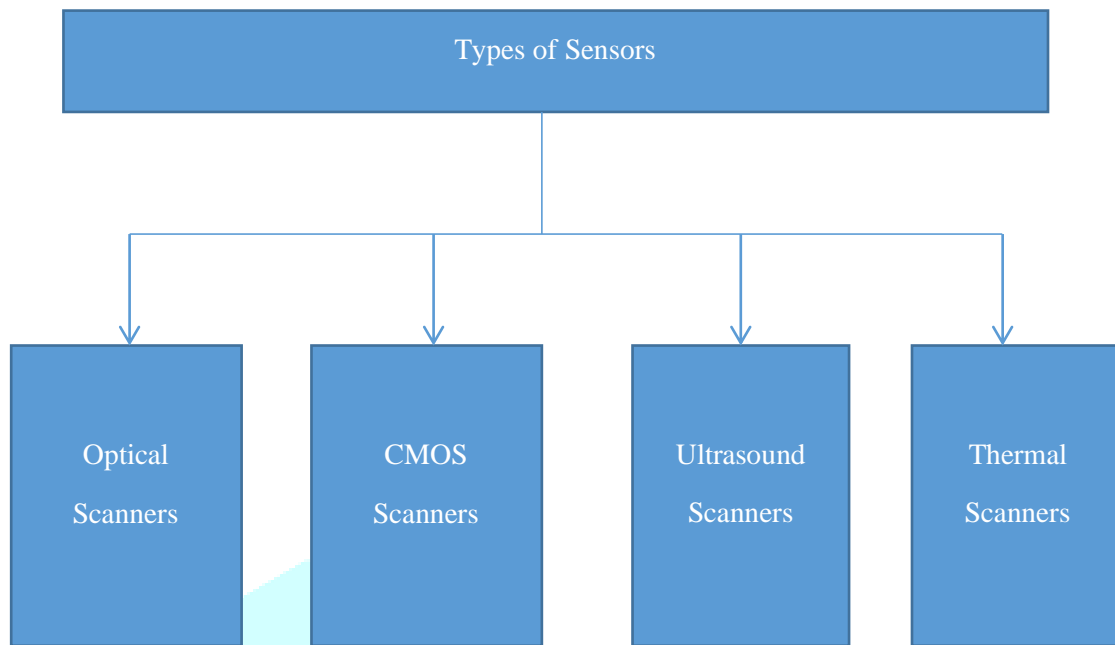 Types of Sensors
Optical
Scanners
CMOS
Scanners
Ultrasound
Scanners
Thermal
Scanners